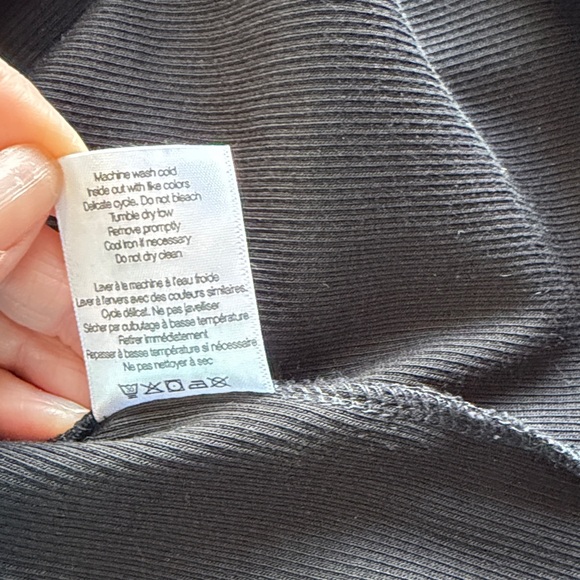 Machine wash cold
Inside out with like colors
Delicate cycle. Do not bleach
Tumble dry low
Remove promptly
Cool iron if necessary
Do not dry clean
Laver à la machine à l'eau froide
Laver à l'envers avec des couleurs similaires.
Cycle délicat. Ne pas javelliser
Sécher par culbutage à basse température
Retirer immédiatement
Repasser à basse température si nécessaire
Ne pas nettoyer à sec